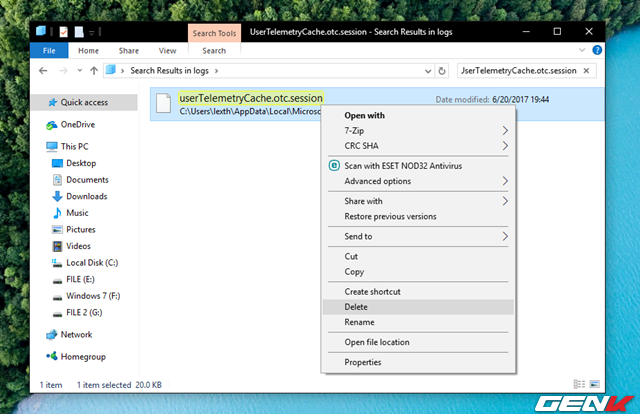 Search Tools
UserTelemetryCache.otc.session - Search Results in logs
File
Home
Share
View
Search
Search Results in logs
JserTelemetryCache.otc.session
Quick access
OneDrive
This PC
Desktop
Documents
Downloads
Music
Pictures
Videos
Local Disk (C:)
FILE (E:)
Windows 7 (F:)
FILE 2 (G:)
Network
Homegroup
userTelemetryCache.otc.session
Date modified: 6/20/2017 19:44
C:\Users\lexth\AppData\Local\Microsc
Open with
7-Zip
CRC SHA
Scan with ESET NOD32 Antivirus
Advanced options
Share with
Restore previous versions
Send to
Cut
Copy
Create shortcut
Delete
Rename
Open file location
Properties
1 item
1 item selected 20.0 KB
GENK